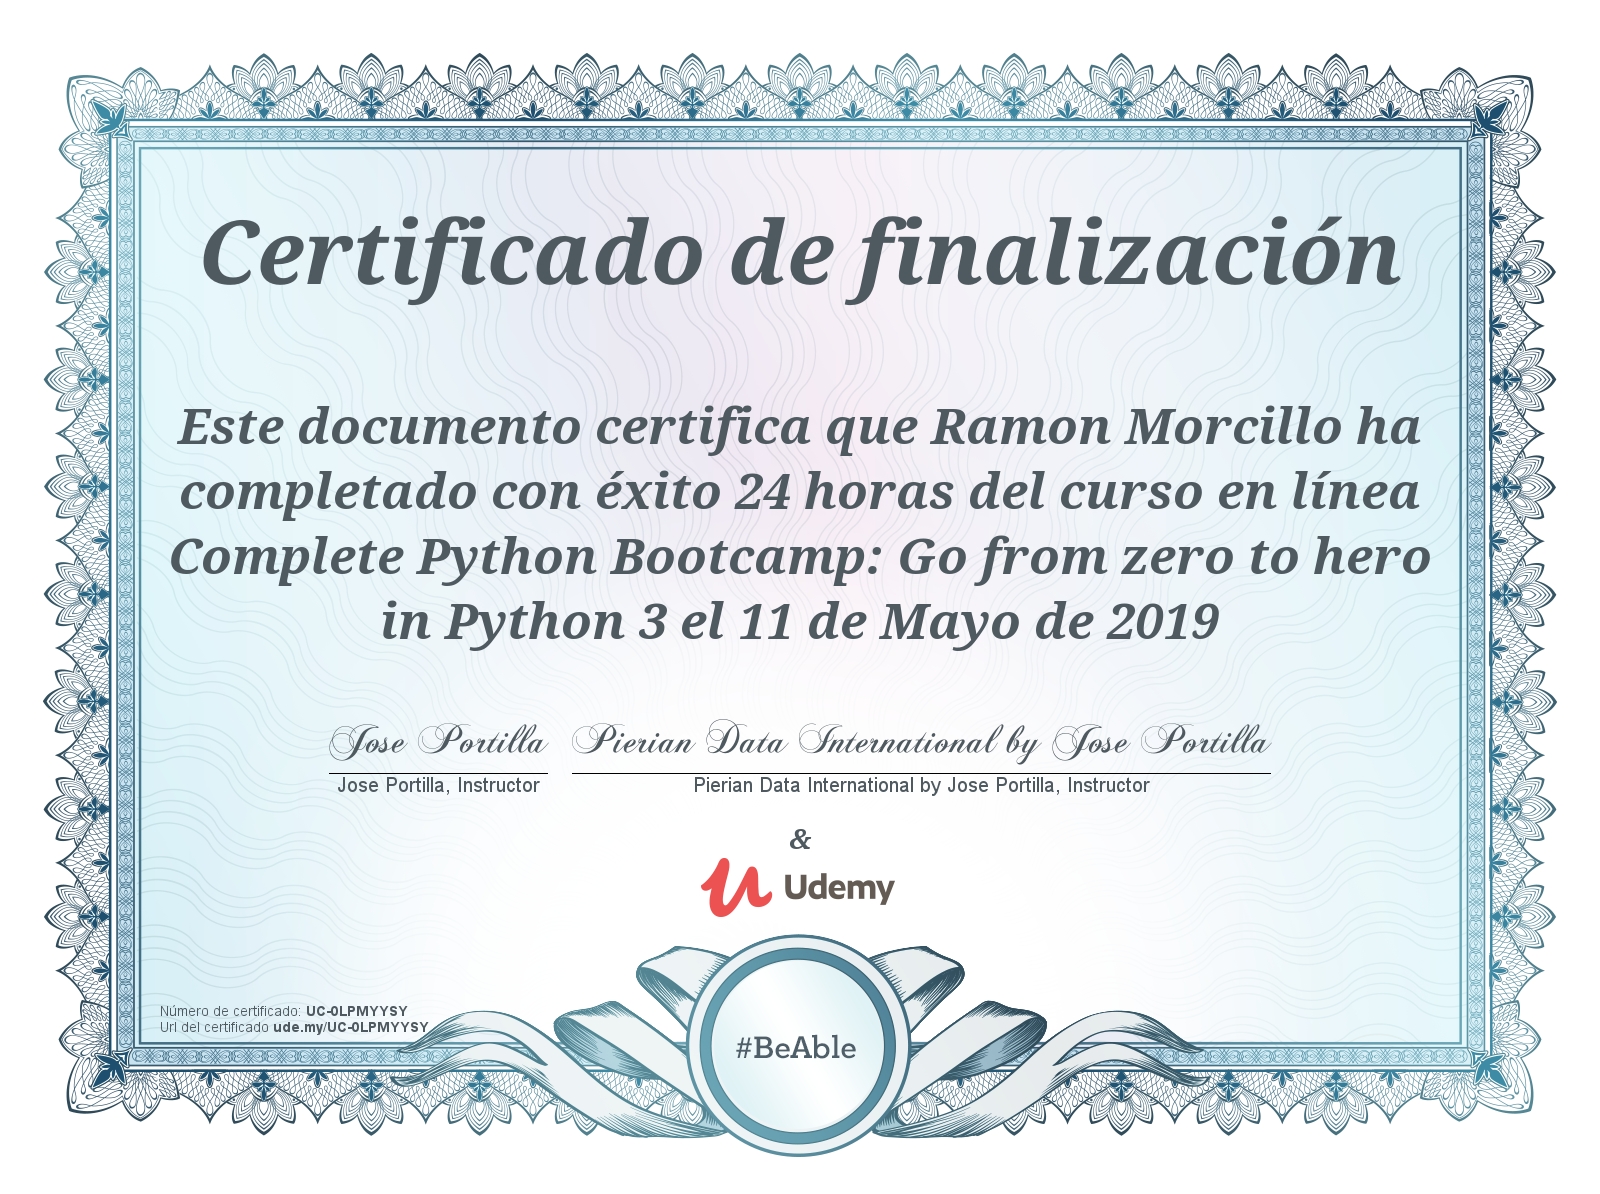 Certificado de finalización
Este documento certifica que Ramon Morcillo ha
completado con éxito 24 horas del curso en línea
Complete Python Bootcamp: Go from zero to hero
in Python 3 el 11 de Mayo de 2019
Jose Portilla
Jose Portilla, Instructor
Pierian Data International by Jose Portilla
Pierian Data International by Jose Portilla, Instructor
&
Udemy
Número de certificado: UC-0LPMYYSY
Url del certificado ude.my/UC-0LPMYYSY
#BeAble